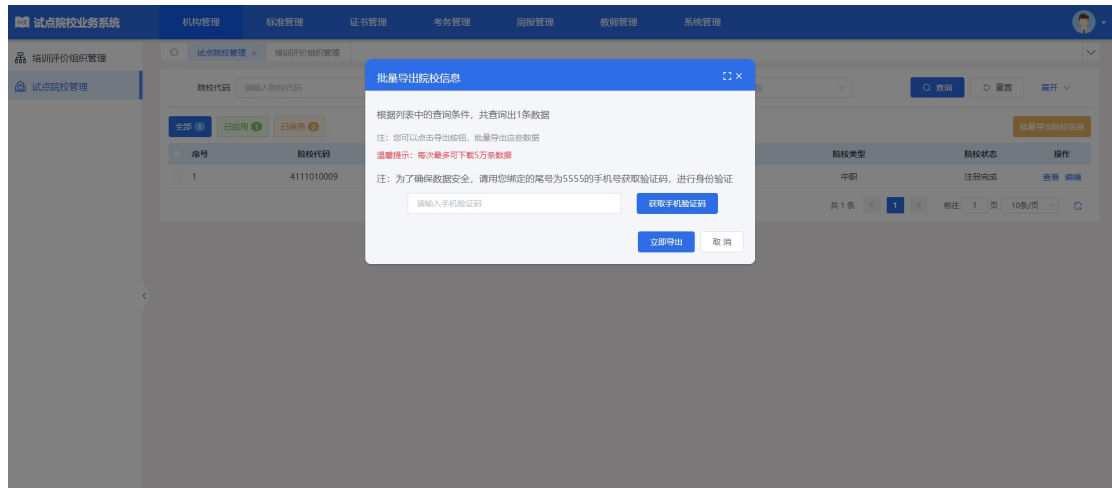 试点院校业务系统
机构管理 标准管理 证书管理 考务管理 周报管理 教师管理 系统管理
培训评价组织管理
试点院校管理 × 培训评价组织管理
试点院校管理
院校代码 请输入院校代码
查询 重置 展开
全部 1 已启用 1 已停用 0
批量导出院校信息
序号 院校代码 院校类型 院校状态 操作
1 4111010009 中职 注册完成 查看 编辑
共 1 条 < 1 > 前往 1 页 10条/页
批量导出院校信息
根据列表中的查询条件，共查询出1条数据
注：您可以点击导出按钮，批量导出这些数据
温馨提示：每次最多可下载5万条数据
注：为了确保数据安全，请用您绑定的尾号为5555的手机号获取验证码，进行身份验证
请输入手机验证码 获取手机验证码
立即导出 取 消